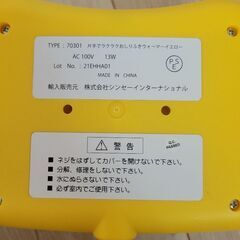 TYPE : 70301 片手でラクラクおしりふきウォーマーイエロー
AC 100V 13W
Lot No. : 21EHHA01
MADE IN CHINA
PSE
輸入販売元 株式会社シンセーインターナショナル
警告
●ネジをはずしてカバーを開けないで下さい。
●分解、修理をしないで下さい。
●水にぬらさないで下さい。
●必ず室内でご使用下さい。
Q.C.
PASSED